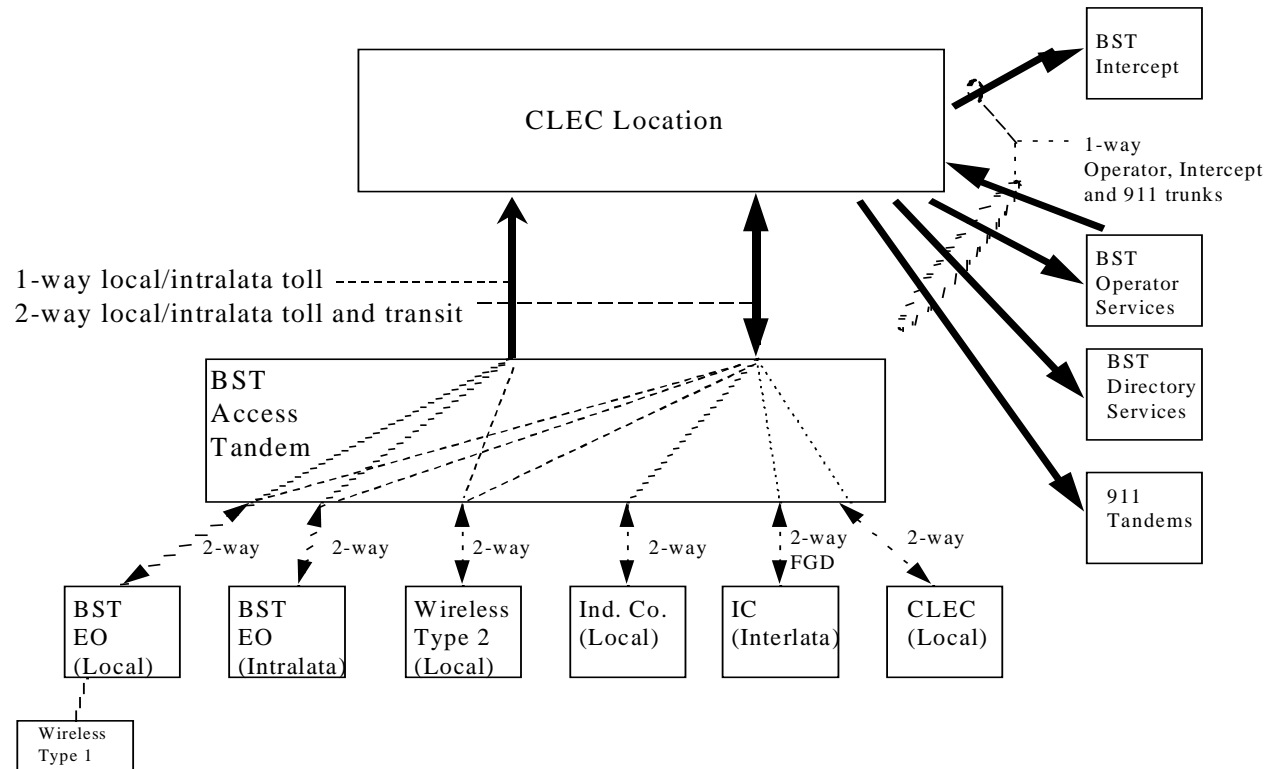 BST
Intercept
CLEC Location
1-way
Operator, Intercept
and 911 trunks
BST
Operator
Services
1-way local/intralata toll
2-way local/intralata toll and transit
BST
Directory
Services
BST
Access
Tandem
911
Tandems
2-way
2-way
2-way
2-way
2-way
FGD
2-way
BST
EO
(Local)
BST
EO
(Intralata)
Wireless
Type 2
(Local)
Ind. Co.
(Local)
IC
(Interlata)
CLEC
(Local)
Wireless
Type 1